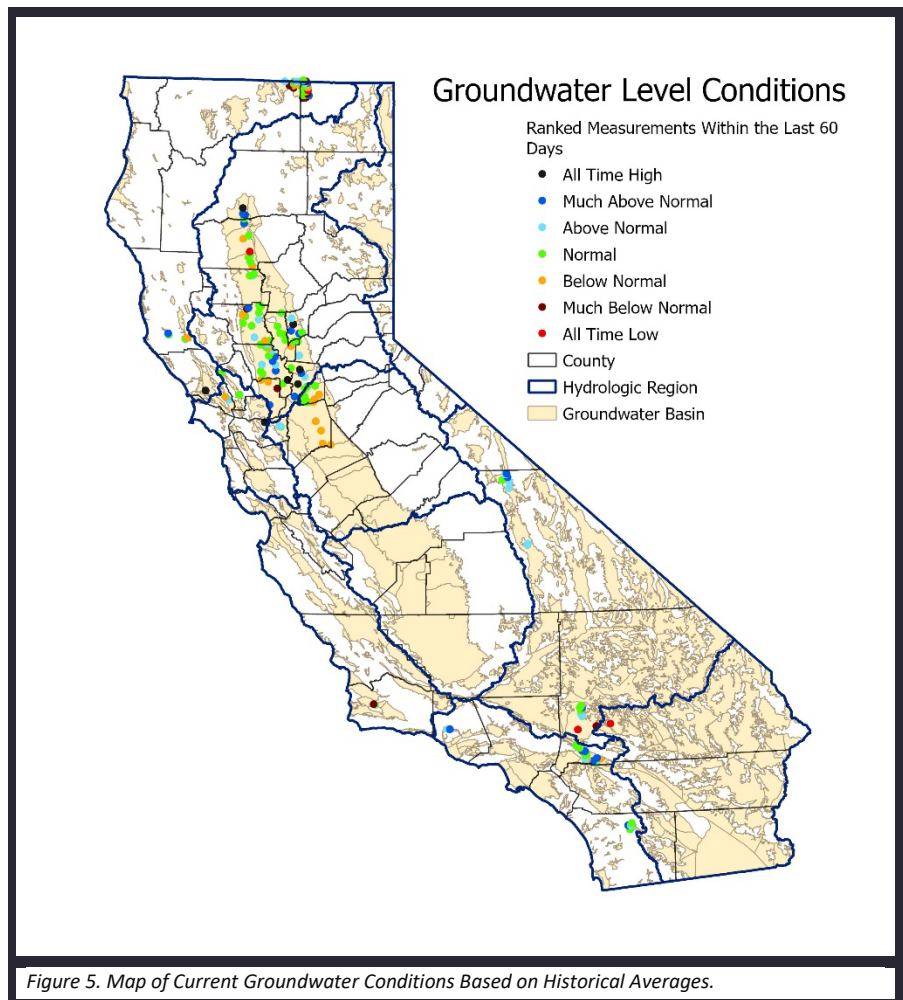 Groundwater Level Conditions
Ranked Measurements Within the Last 60
Days
All Time High
Much Above Normal
Above Normal
Normal
Below Normal
Much Below Normal
All Time Low
County
Hydrologic Region
Groundwater Basin
Figure 5. Map of Current Groundwater Conditions Based on Historical Averages.